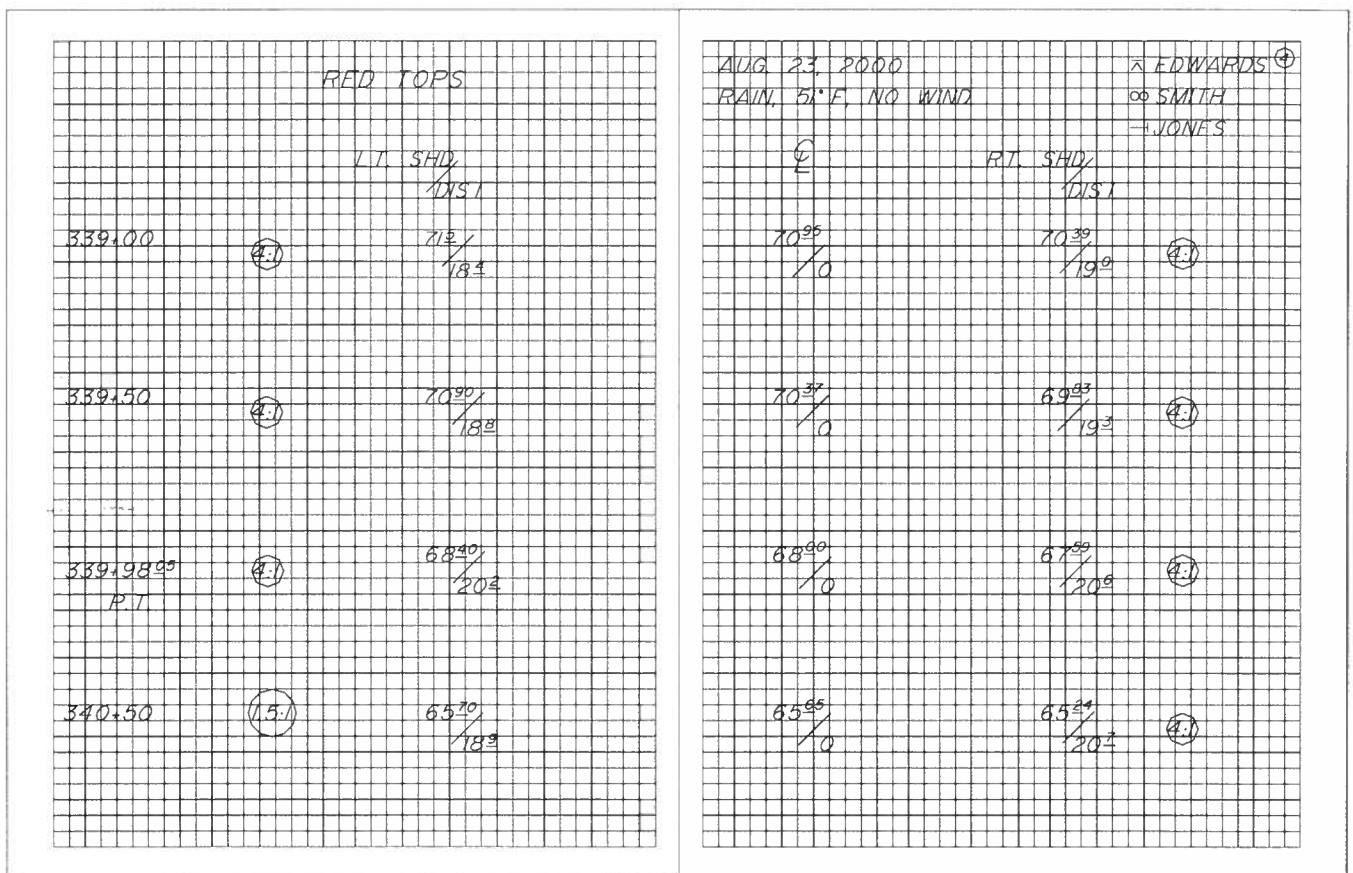 RED TOPS
LT. SHD/
DIST
339+00 4:1 71.2/18.4
339+50 4:1 70.90/18.8
339+98.05 4:1 68.40/20.2
P.T.
340+50 1.5:1 65.70/18.9
AUG. 23, 2000 EDWARDS 4
RAIN, 51°F, NO WIND SMITH
JONES
℄ RT. SHD/
DIST
70.95/0 70.39/19.0 4:1
70.37/0 69.83/19.3 4:1
68.00/0 67.59/20.6 4:1
65.65/0 65.24/20.7 4:1